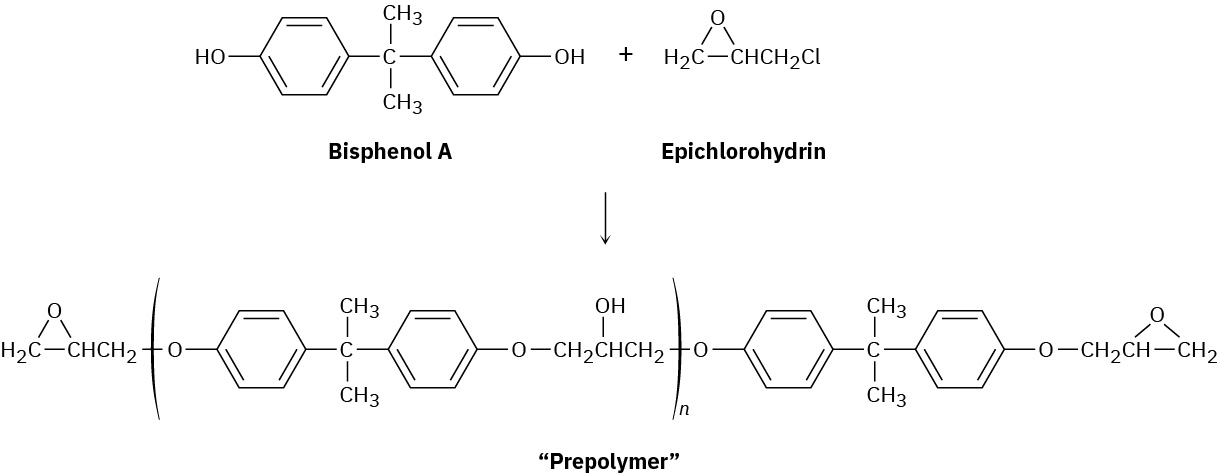 CH₃ O
HO C OH + H₂C CHCH₂Cl
CH₃
Bisphenol A Epichlorohydrin
O CH₃ OH CH₃ O
H₂C CHCH₂ O C O CH₂CHCH₂ O C O CH₂CH CH₂
CH₃ CH₃
n
“Prepolymer”